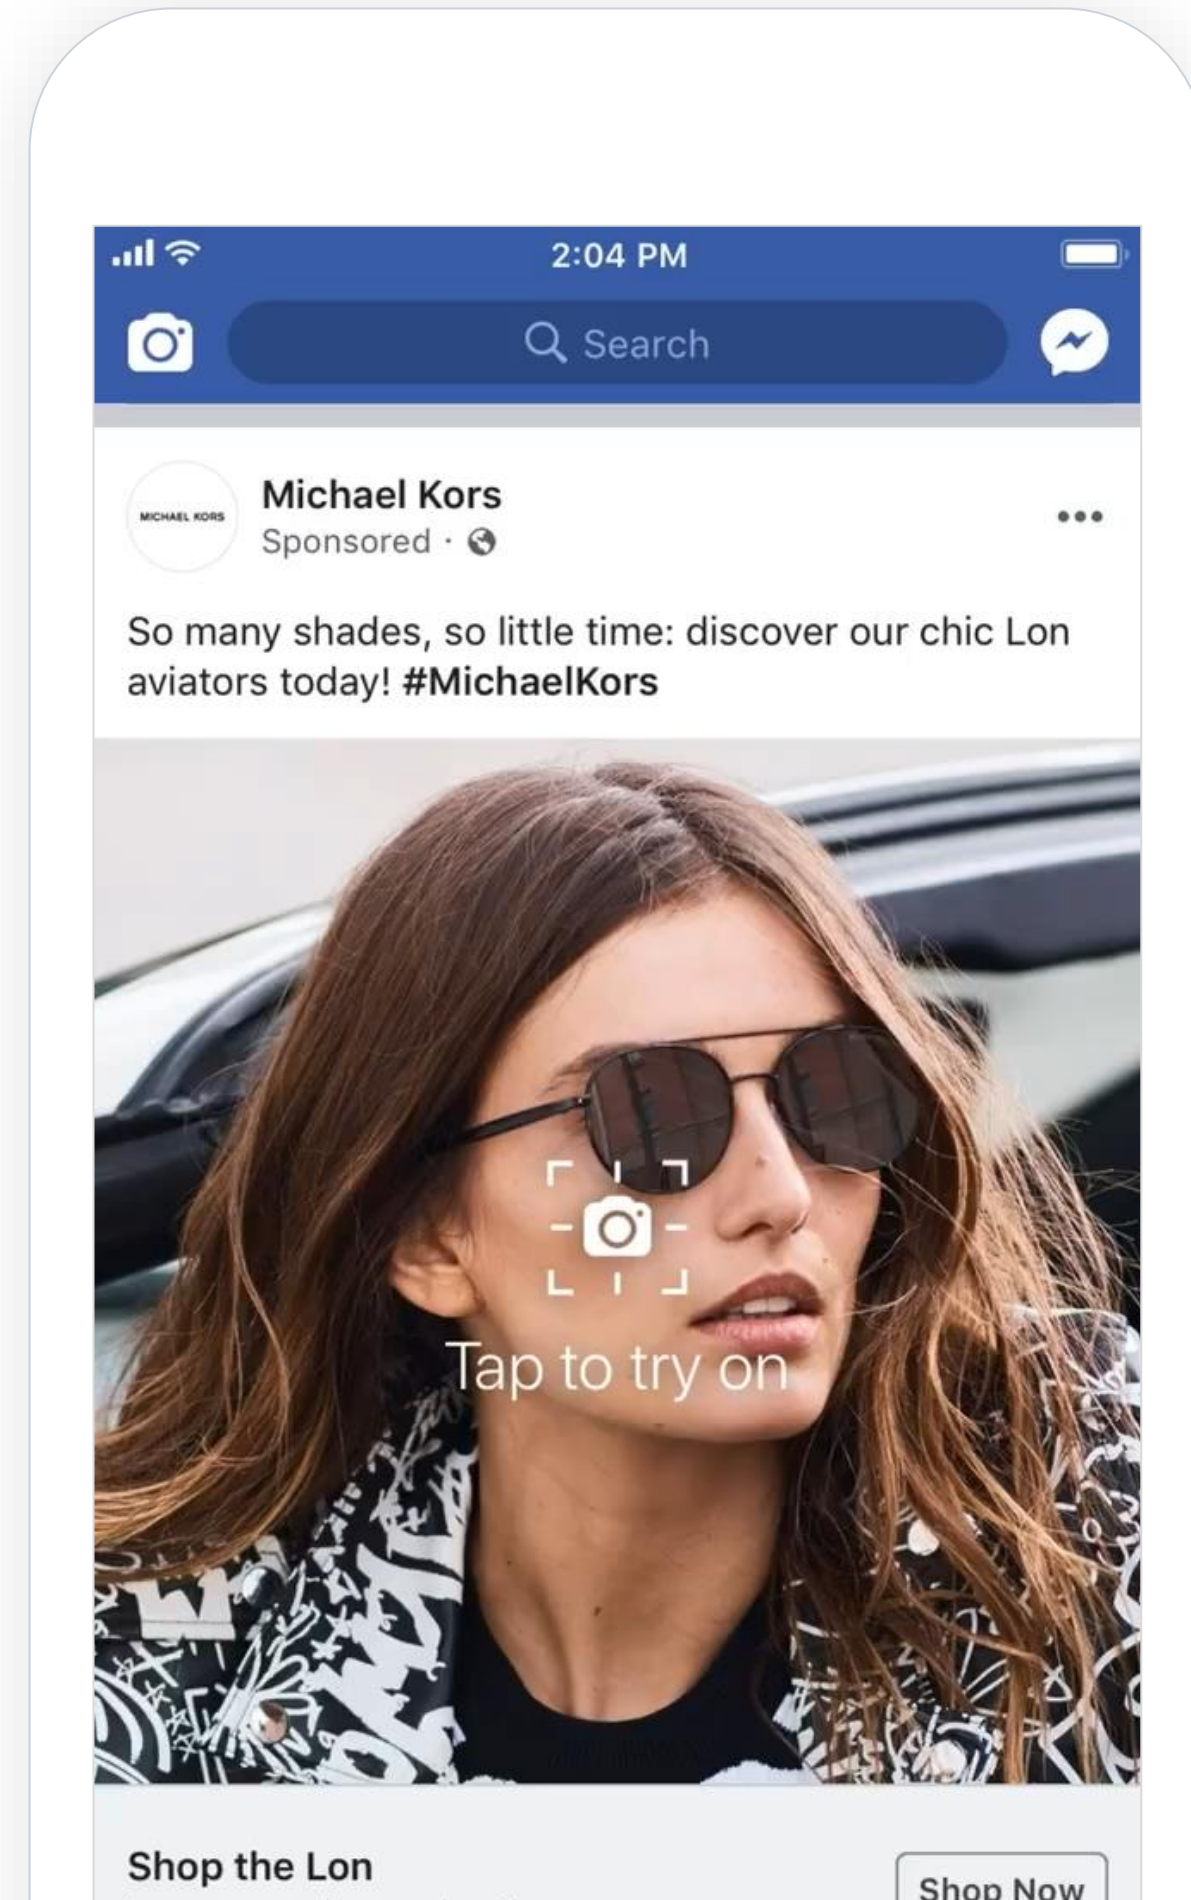 2:04 PM
Search
MICHAEL KORS
Michael Kors
Sponsored ·
So many shades, so little time: discover our chic Lon
aviators today! #MichaelKors
Tap to try on
Shop the Lon
Shop Now